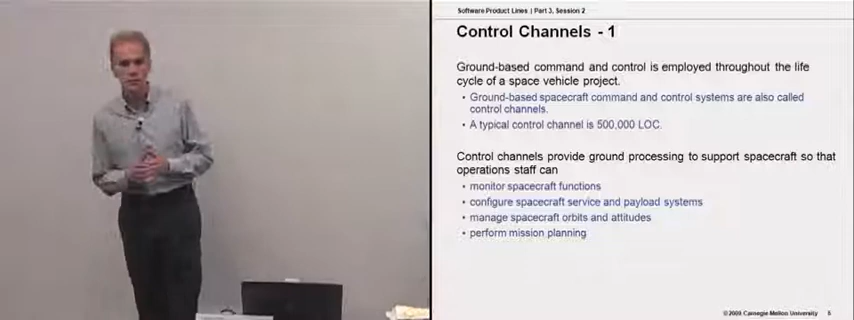 Software Product Lines | Part 3, Session 2
Control Channels - 1
Ground-based command and control is employed throughout the life
cycle of a space vehicle project.
• Ground-based spacecraft command and control systems are also called
control channels.
• A typical control channel is 500,000 LOC.
Control channels provide ground processing to support spacecraft so that
operations staff can
• monitor spacecraft functions
• configure spacecraft service and payload systems
• manage spacecraft orbits and attitudes
• perform mission planning
© 2009 Carnegie Mellon University